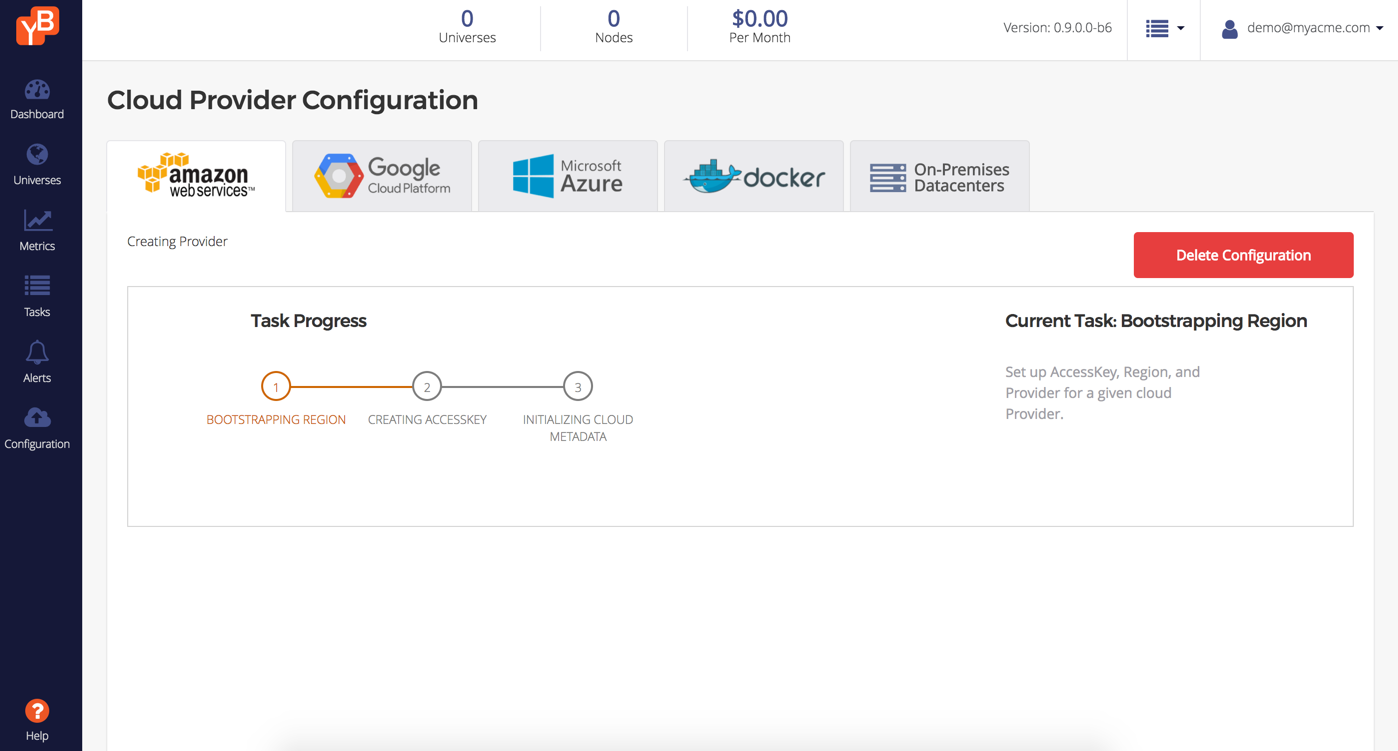 YB
0
Universes
0
Nodes
$0.00
Per Month
Version: 0.9.0.0-b6
demo@myacme.com
Dashboard
Universes
Metrics
Tasks
Alerts
Configuration
?
Help
Cloud Provider Configuration
amazon
web services™
Google
Cloud Platform
Microsoft
Azure
docker
On-Premises
Datacenters
Creating Provider
Delete Configuration
Task Progress
1
2
3
BOOTSTRAPPING REGION
CREATING ACCESSKEY
INITIALIZING CLOUD
METADATA
Current Task: Bootstrapping Region
Set up AccessKey, Region, and
Provider for a given cloud
Provider.